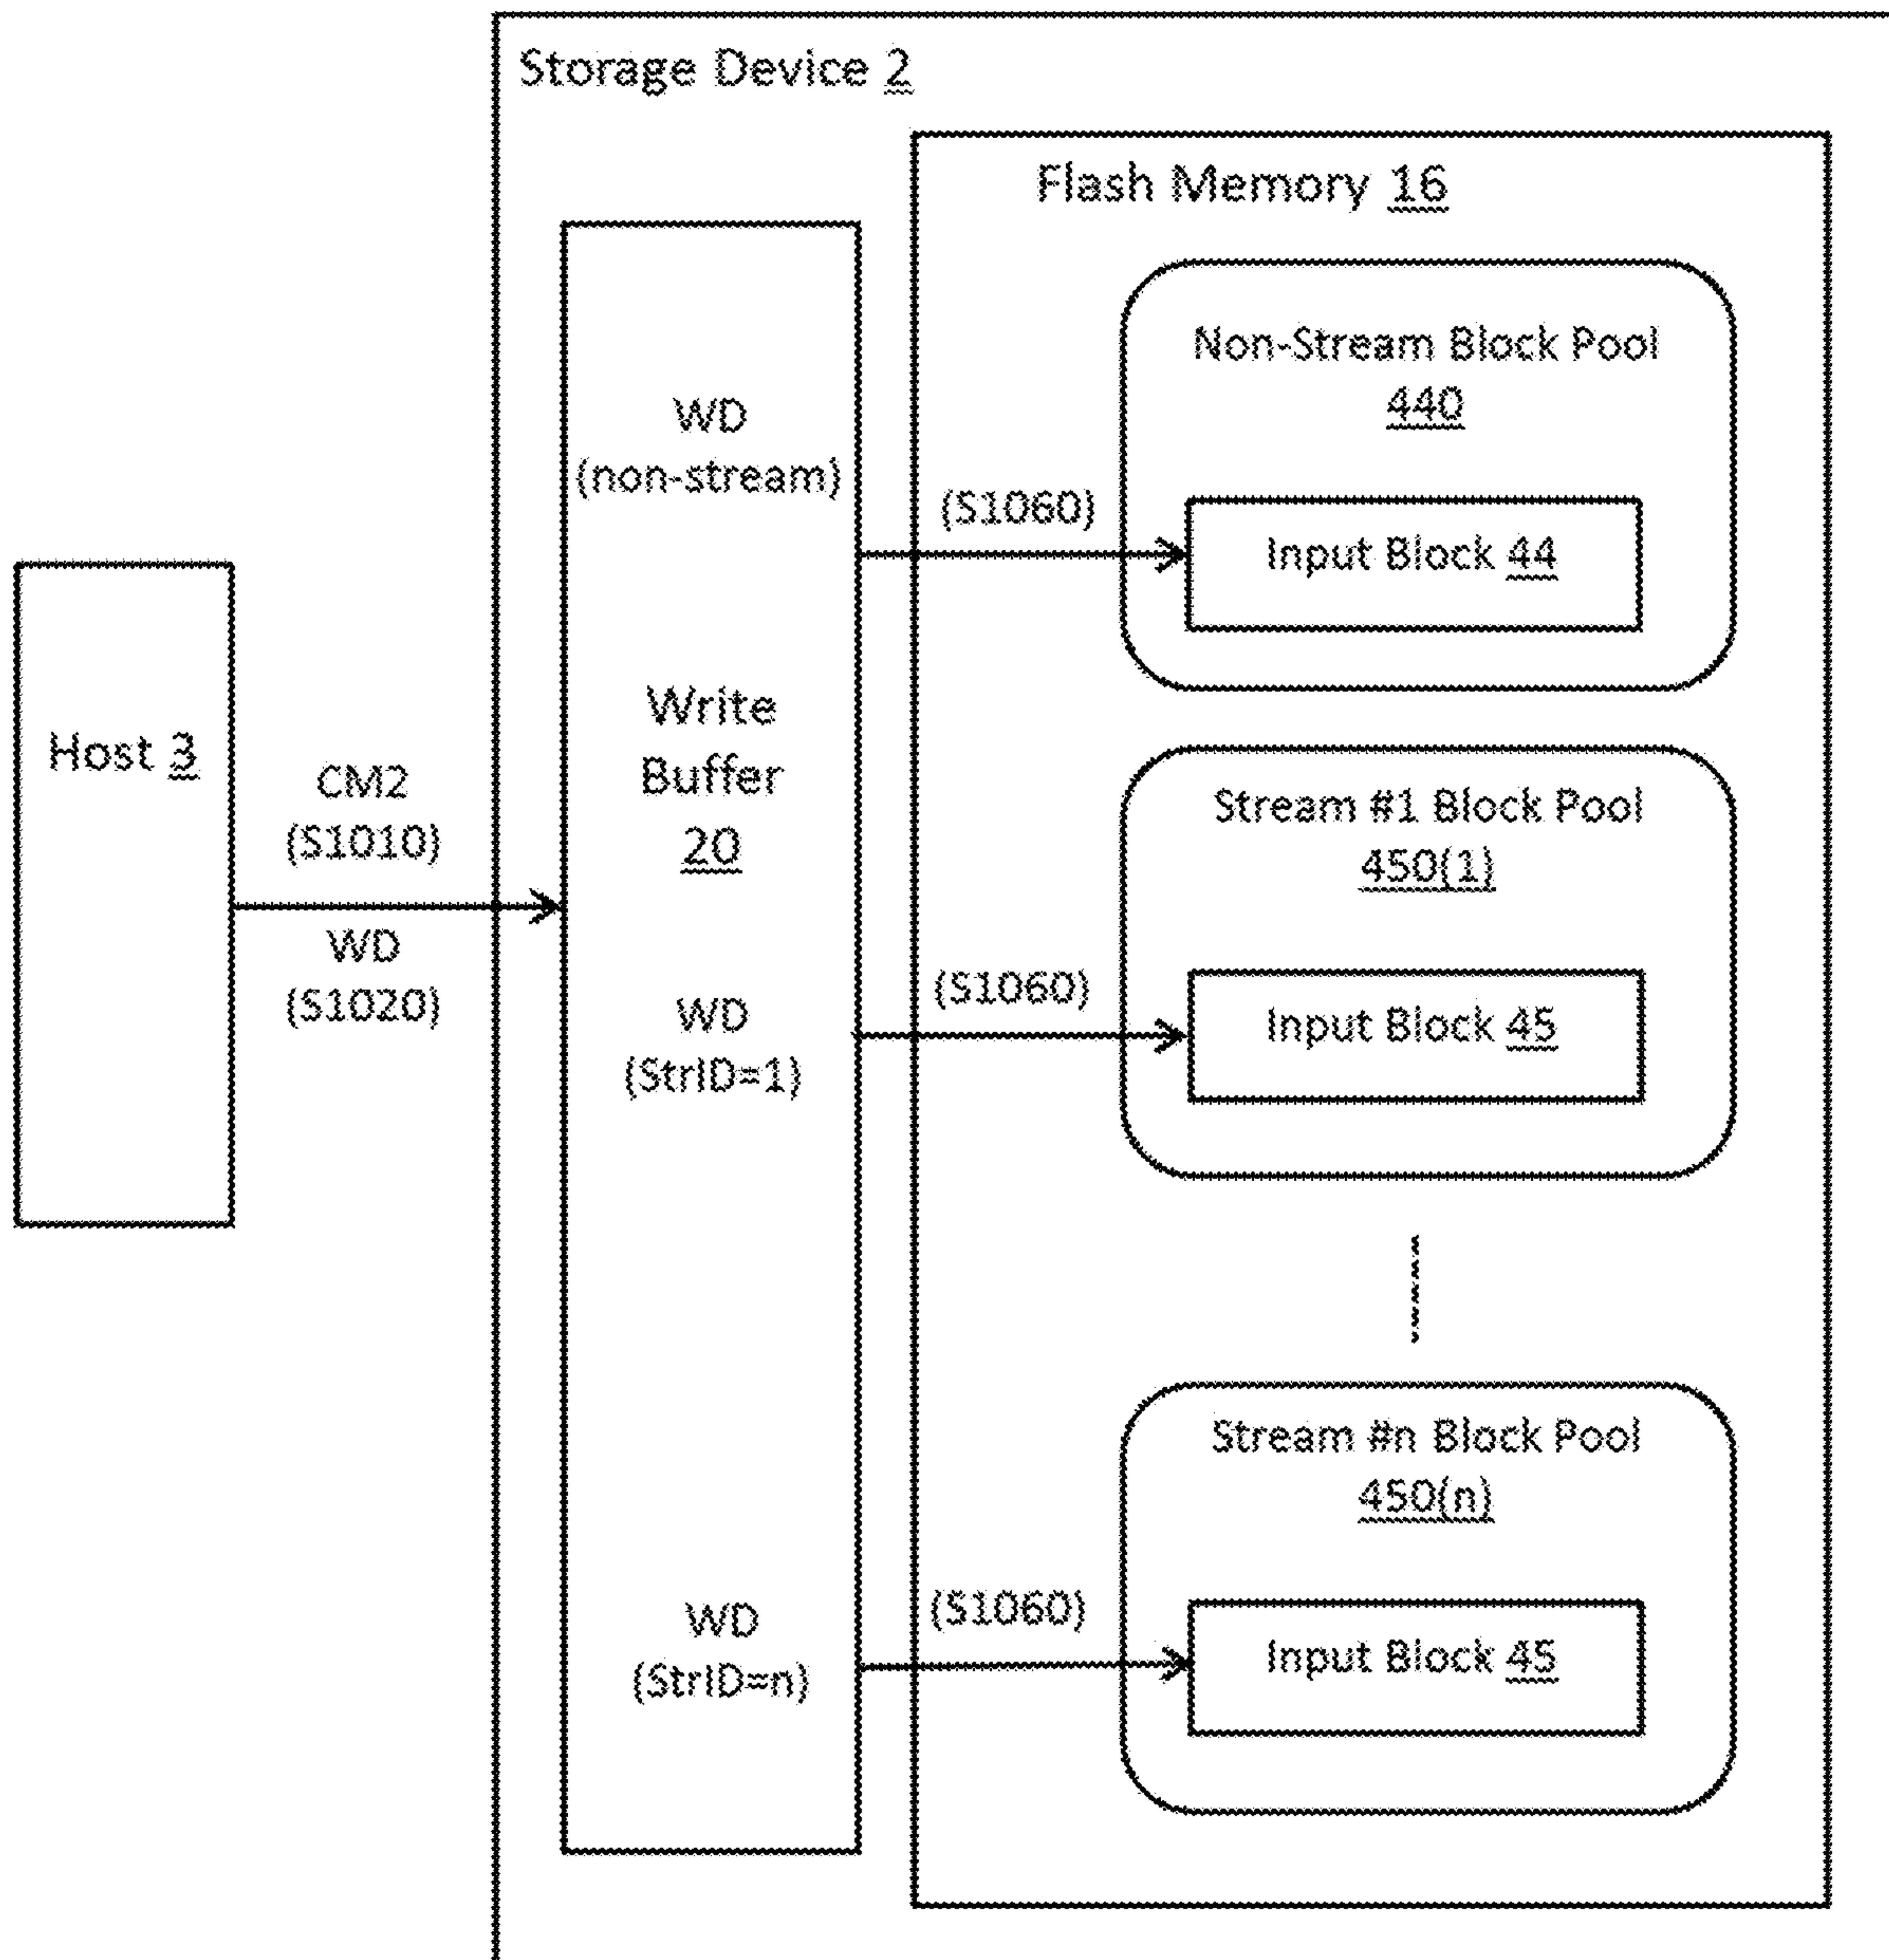 Storage Device 2
Flash Memory 16
Non-Stream Block Pool
440
WD
(non-stream)
(S1060)
Input Block 44
Host 3
CM2
(S1010)
WD
(S1020)
Write
Buffer
20
Stream #1 Block Pool
450(1)
WD
(StrID=1)
(S1060)
Input Block 45
Stream #n Block Pool
450(n)
WD
(StrID=n)
(S1060)
Input Block 45